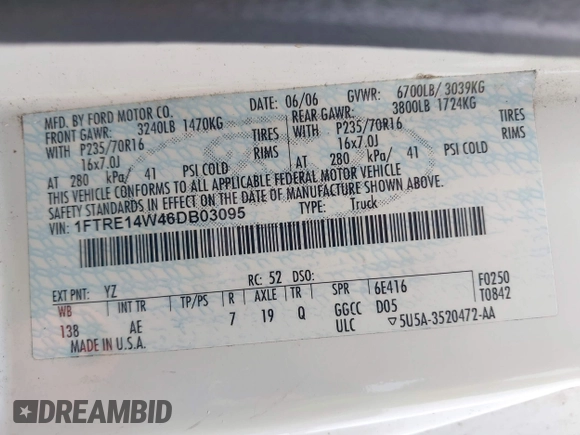 MFD. BY FORD MOTOR CO. DATE: 06/06 GVWR: 6700LB/ 3039KG
FRONT GAWR: 3240LB 1470KG REAR GAWR: 3800LB 1724KG
WITH P235/70R16 TIRES WITH P235/70R16 TIRES
16x7.0J RIMS 16x7.0J RIMS
AT 280 kPa/ 41 PSI COLD AT 280 kPa/ 41 PSI COLD
THIS VEHICLE CONFORMS TO ALL APPLICABLE FEDERAL MOTOR VEHICLE
SAFETY STANDARDS IN EFFECT ON THE DATE OF MANUFACTURE SHOWN ABOVE.
VIN: 1FTRE14W46DB03095 TYPE: Truck
EXT PNT: YZ RC: 52 DSO: F0250
WB INT TR TP/PS R AXLE TR SPR 6E416 T0842
138 AE 7 19 Q GGCC D05
ULC
MADE IN U.S.A. ▽5U5A-3520472-AA
DREAMBID